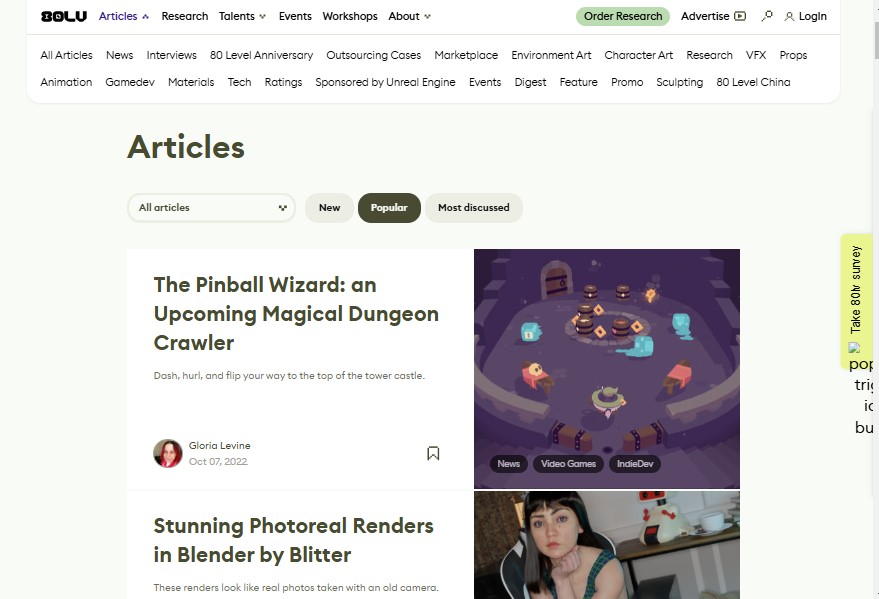 80LV Articles Research Talents Events Workshops About Order Research Advertise LogIn
All Articles News Interviews 80 Level Anniversary Outsourcing Cases Marketplace Environment Art Character Art Research VFX Props
Animation Gamedev Materials Tech Ratings Sponsored by Unreal Engine Events Digest Feature Promo Sculpting 80 Level China
Articles
All articles New Popular Most discussed
The Pinball Wizard: an
Upcoming Magical Dungeon
Crawler
Dash, hurl, and flip your way to the top of the tower castle.
Gloria Levine
Oct 07, 2022
News Video Games IndieDev
Stunning Photoreal Renders
in Blender by Blitter
These renders look like real photos taken with an old camera.
Take 80lv survey
pop
trig
ic
bu